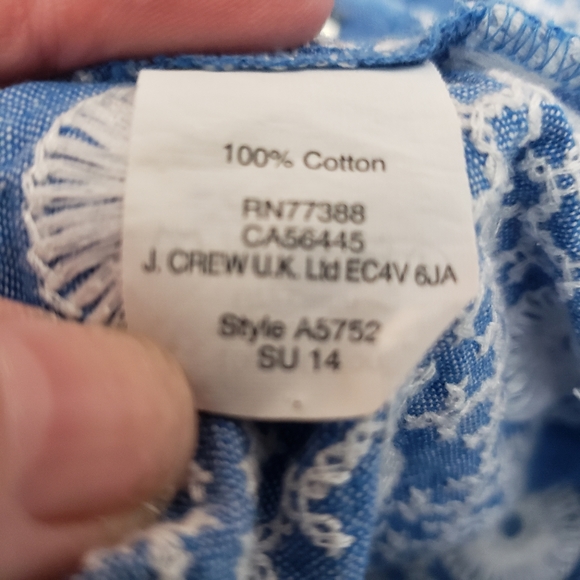 100% Cotton
RN77388
CA56445
J. CREW U.K. Ltd EC4V 6JA
Style A5752
SU 14